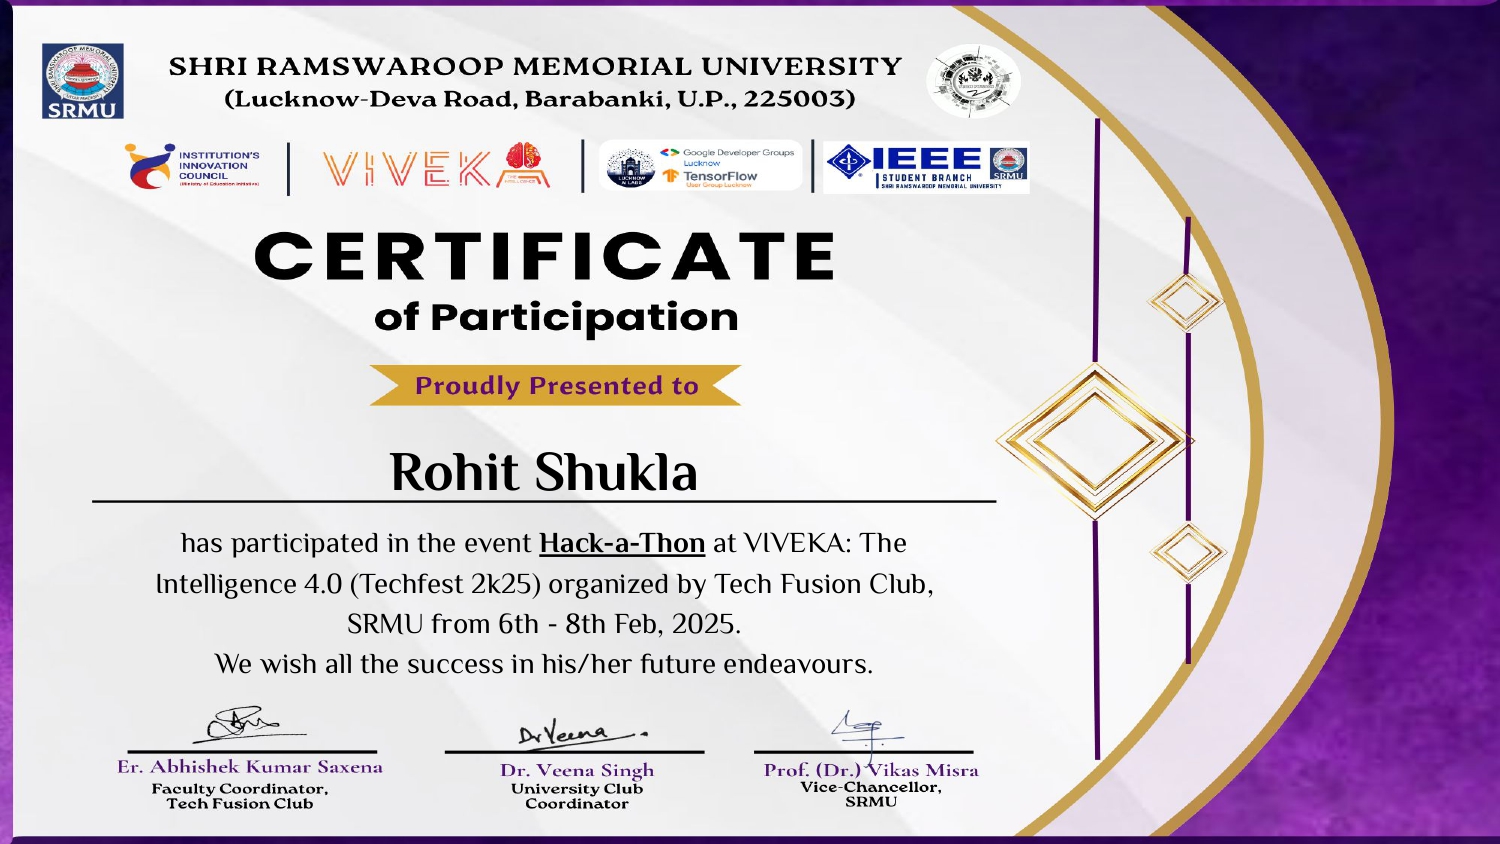 SHRI RAMSWAROOP MEMORIAL UNIVERSITY
(Lucknow-Deva Road, Barabanki, U.P., 225003)
SRMU
INSTITUTION'S
INNOVATION
COUNCIL
(Ministry of Education Initiative)
VIVEKA
THE INTELLIGENCE
LUCKNOW
AI LABS
Google Developer Groups
Lucknow
TensorFlow
User Group Lucknow
IEEE
STUDENT BRANCH
SHRI RAMSWAROOP MEMORIAL UNIVERSITY
SRMU
CERTIFICATE
of Participation
Proudly Presented to
Rohit Shukla
has participated in the event Hack-a-Thon at VIVEKA: The
Intelligence 4.0 (Techfest 2k25) organized by Tech Fusion Club,
SRMU from 6th - 8th Feb, 2025.
We wish all the success in his/her future endeavours.
Dr Veena
Er. Abhishek Kumar Saxena
Faculty Coordinator,
Tech Fusion Club
Dr. Veena Singh
University Club
Coordinator
Prof. (Dr.) Vikas Misra
Vice-Chancellor,
SRMU